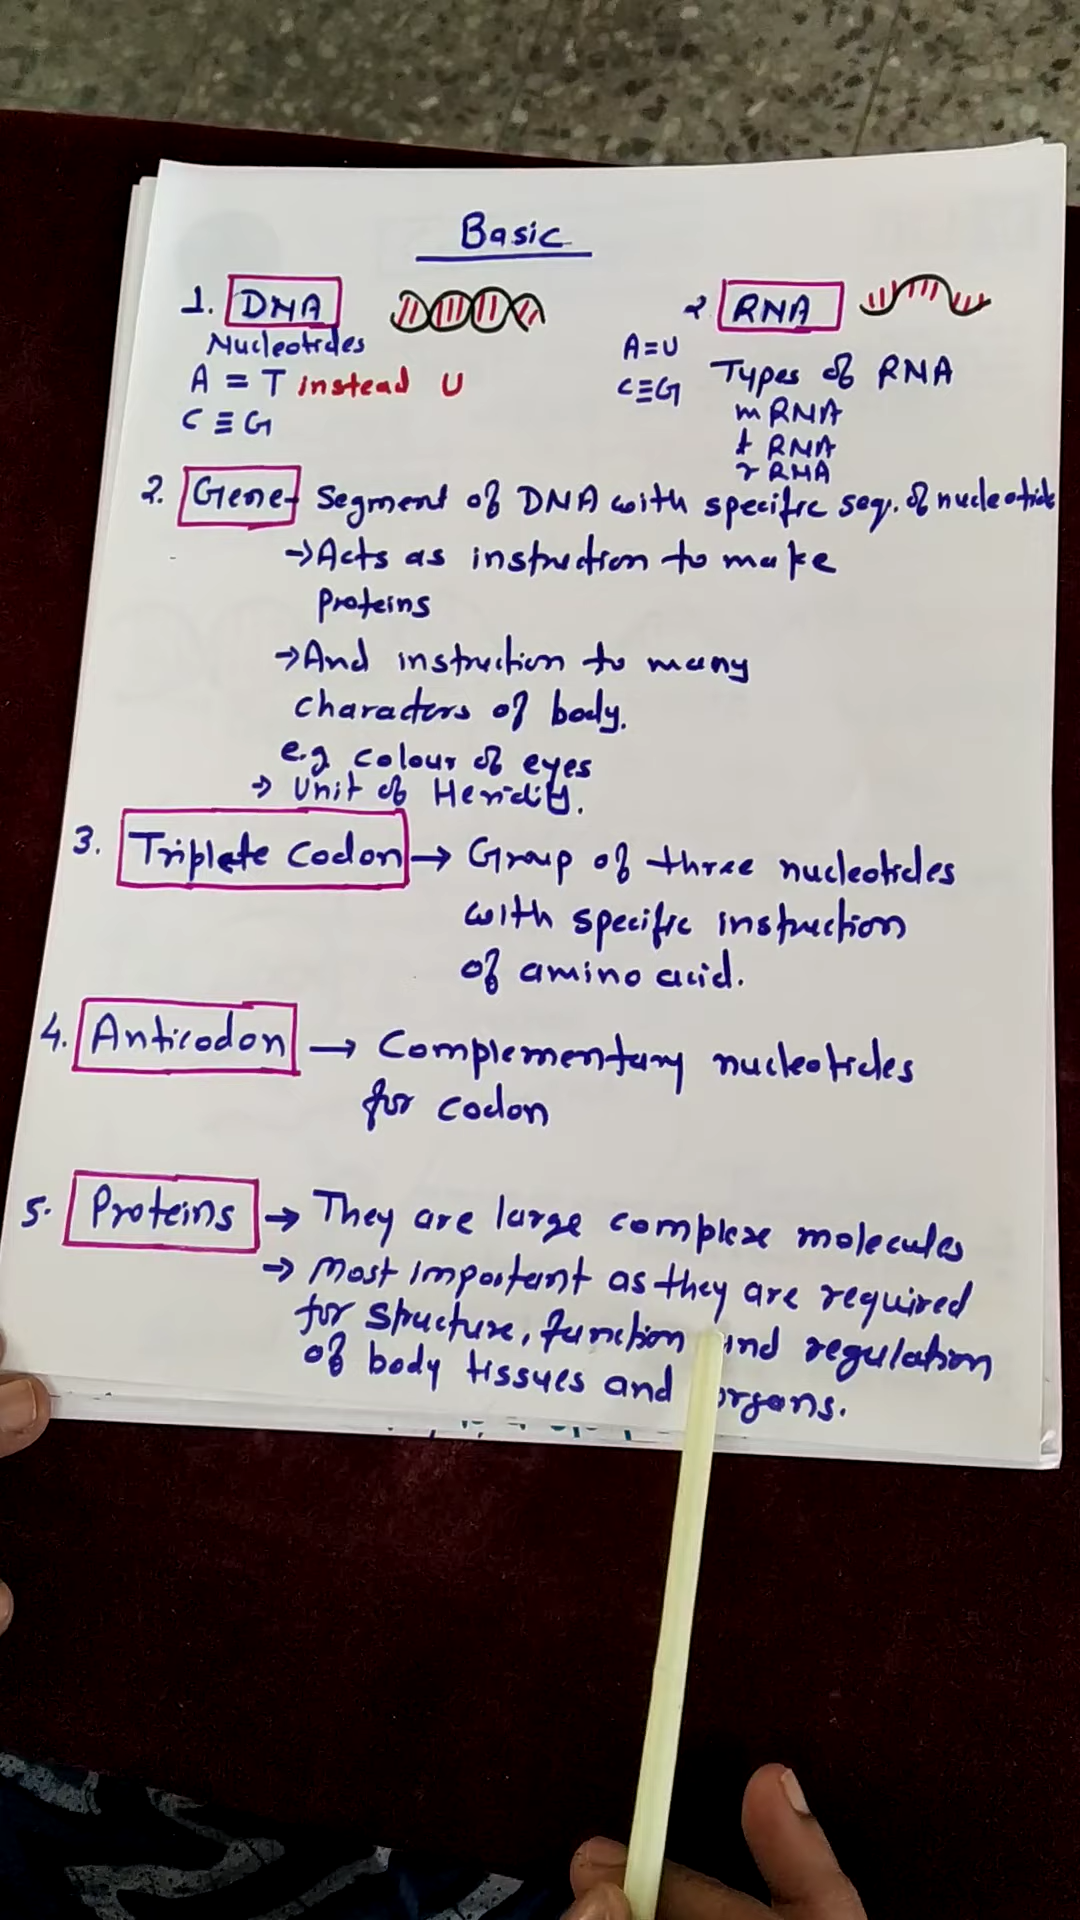 Basic
1. DNA
Nucleotides
A = T instead U
C ≡ G
2. RNA
A=U
C≡G
Types of RNA
mRNA
t RNA
r RNA
2. Gene - Segment of DNA with specific seq. of nucleotide
→ Acts as instruction to make
Proteins
→ And instruction to many
characters of body.
e.g colour of eyes
→ Unit of Heridity.
3. Triplete Codon → Group of three nucleotides
with specific instruction
of amino acid.
4. Anticodon → Complementary nucleotides
for codon
5. Proteins → They are large complexe molecules
→ Most important as they are required
for structure, function and regulation
of body tissues and organs.